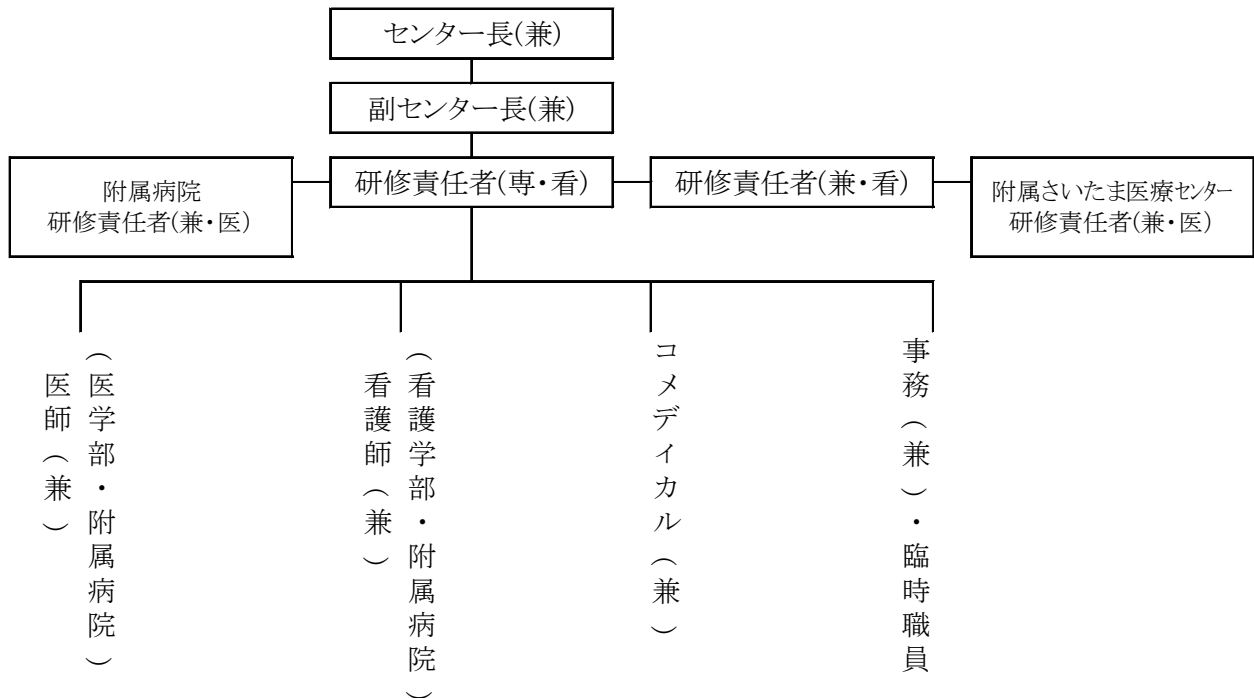 センター長(兼)
副センター長(兼)
附属病院
研修責任者(兼・医)
研修責任者(専・看)
研修責任者(兼・看)
附属さいたま医療センター
研修責任者(兼・医)
医師(兼)
(医学部・附属病院)
看護師(兼)
(看護学部・附属病院)
コメデイカル(兼)
事務(兼)・臨時職員